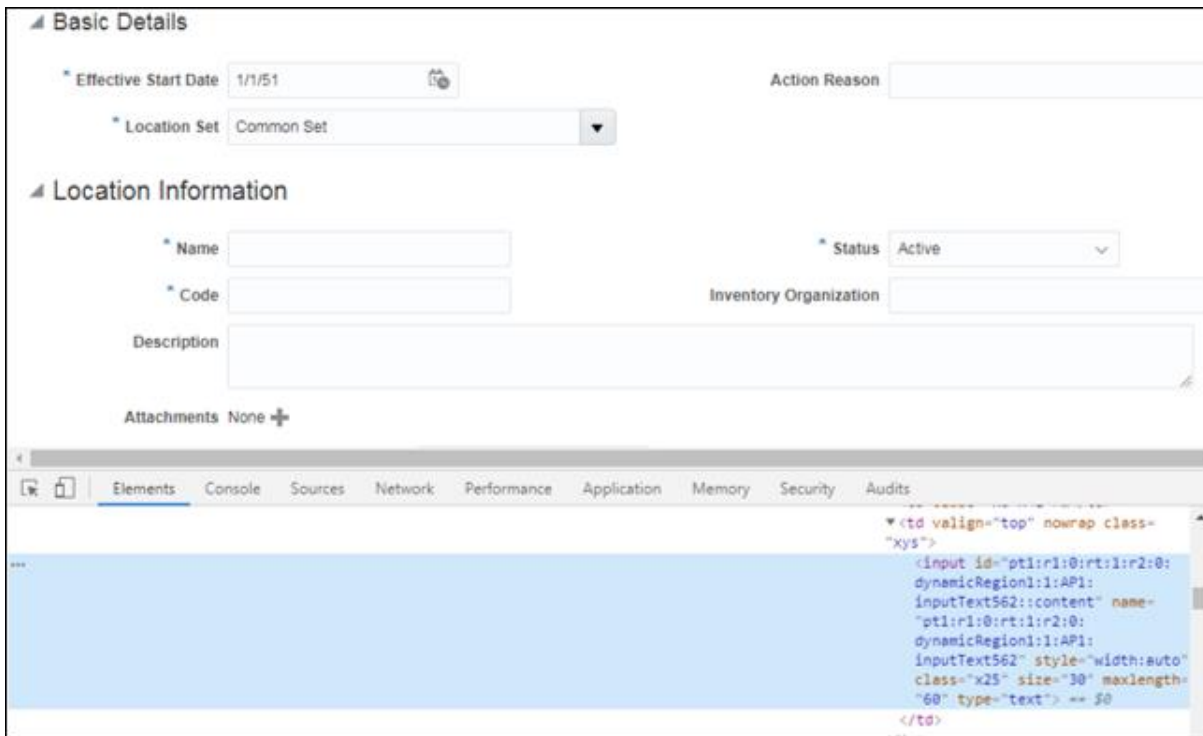 Basic Details
* Effective Start Date 1/1/51 Action Reason
* Location Set Common Set
Location Information
* Name * Status Active
* Code Inventory Organization
Description
Attachments None
Elements Console Sources Network Performance Application Memory Security Audits
▼<td valign="top" nowrap class=
"xys">
... <input id="pt1:r1:0:rt:1:r2:0:
dynamicRegion1:1:AP1:
inputText562::content" name=
"pt1:r1:0:rt:1:r2:0:
dynamicRegion1:1:AP1:
inputText562" style="width:auto"
class="x25" size="30" maxlength=
"60" type="text"> == $0
</td>